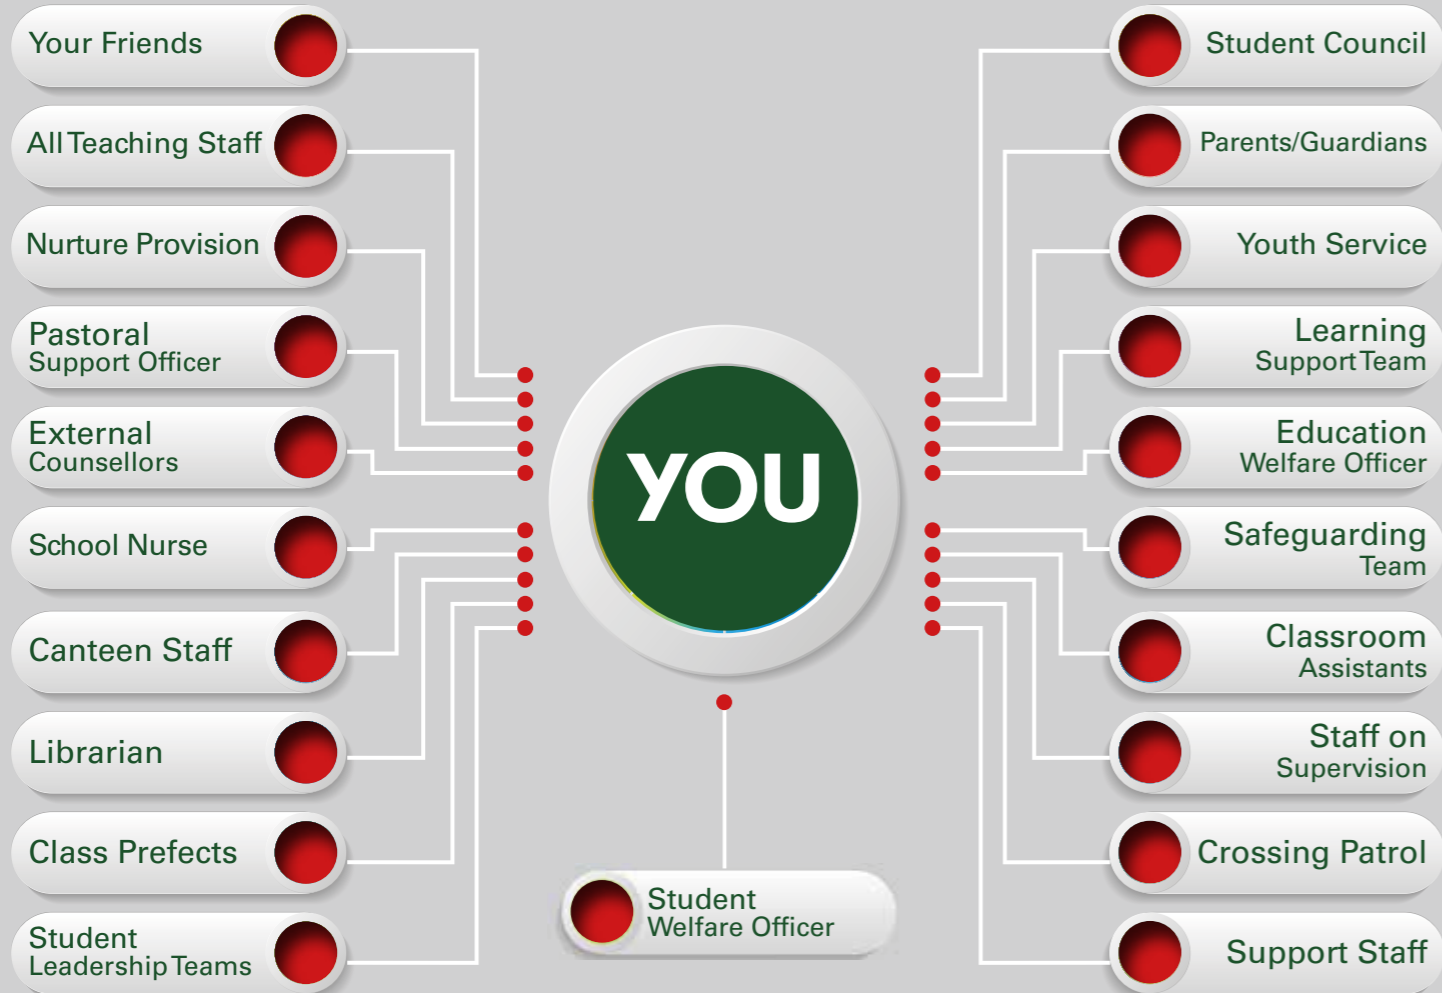 Your Friends
All Teaching Staff
Nurture Provision
Pastoral
Support Officer
External
Counsellors
School Nurse
Canteen Staff
Librarian
Class Prefects
Student
Leadership Teams
YOU
Student
Welfare Officer
Student Council
Parents/Guardians
Youth Service
Learning
Support Team
Education
Welfare Officer
Safeguarding
Team
Classroom
Assistants
Staff on
Supervision
Crossing Patrol
Support Staff